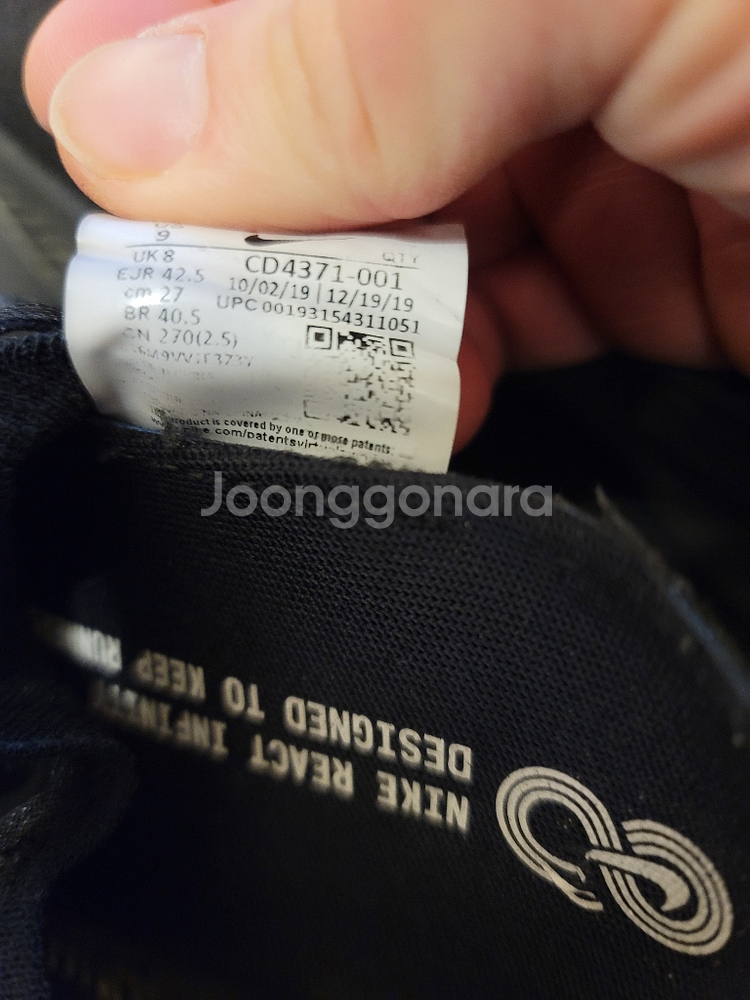 9
UK 8
EUR 42.5
cm 27
BR 40.5
CN 270(2.5)
QTY
CD4371-001
10/02/19 | 12/19/19
UPC 00193154311051
product is covered by one or more patents.
Joonggonara
NIKE REACT INFINITY
DESIGNED TO KEEP